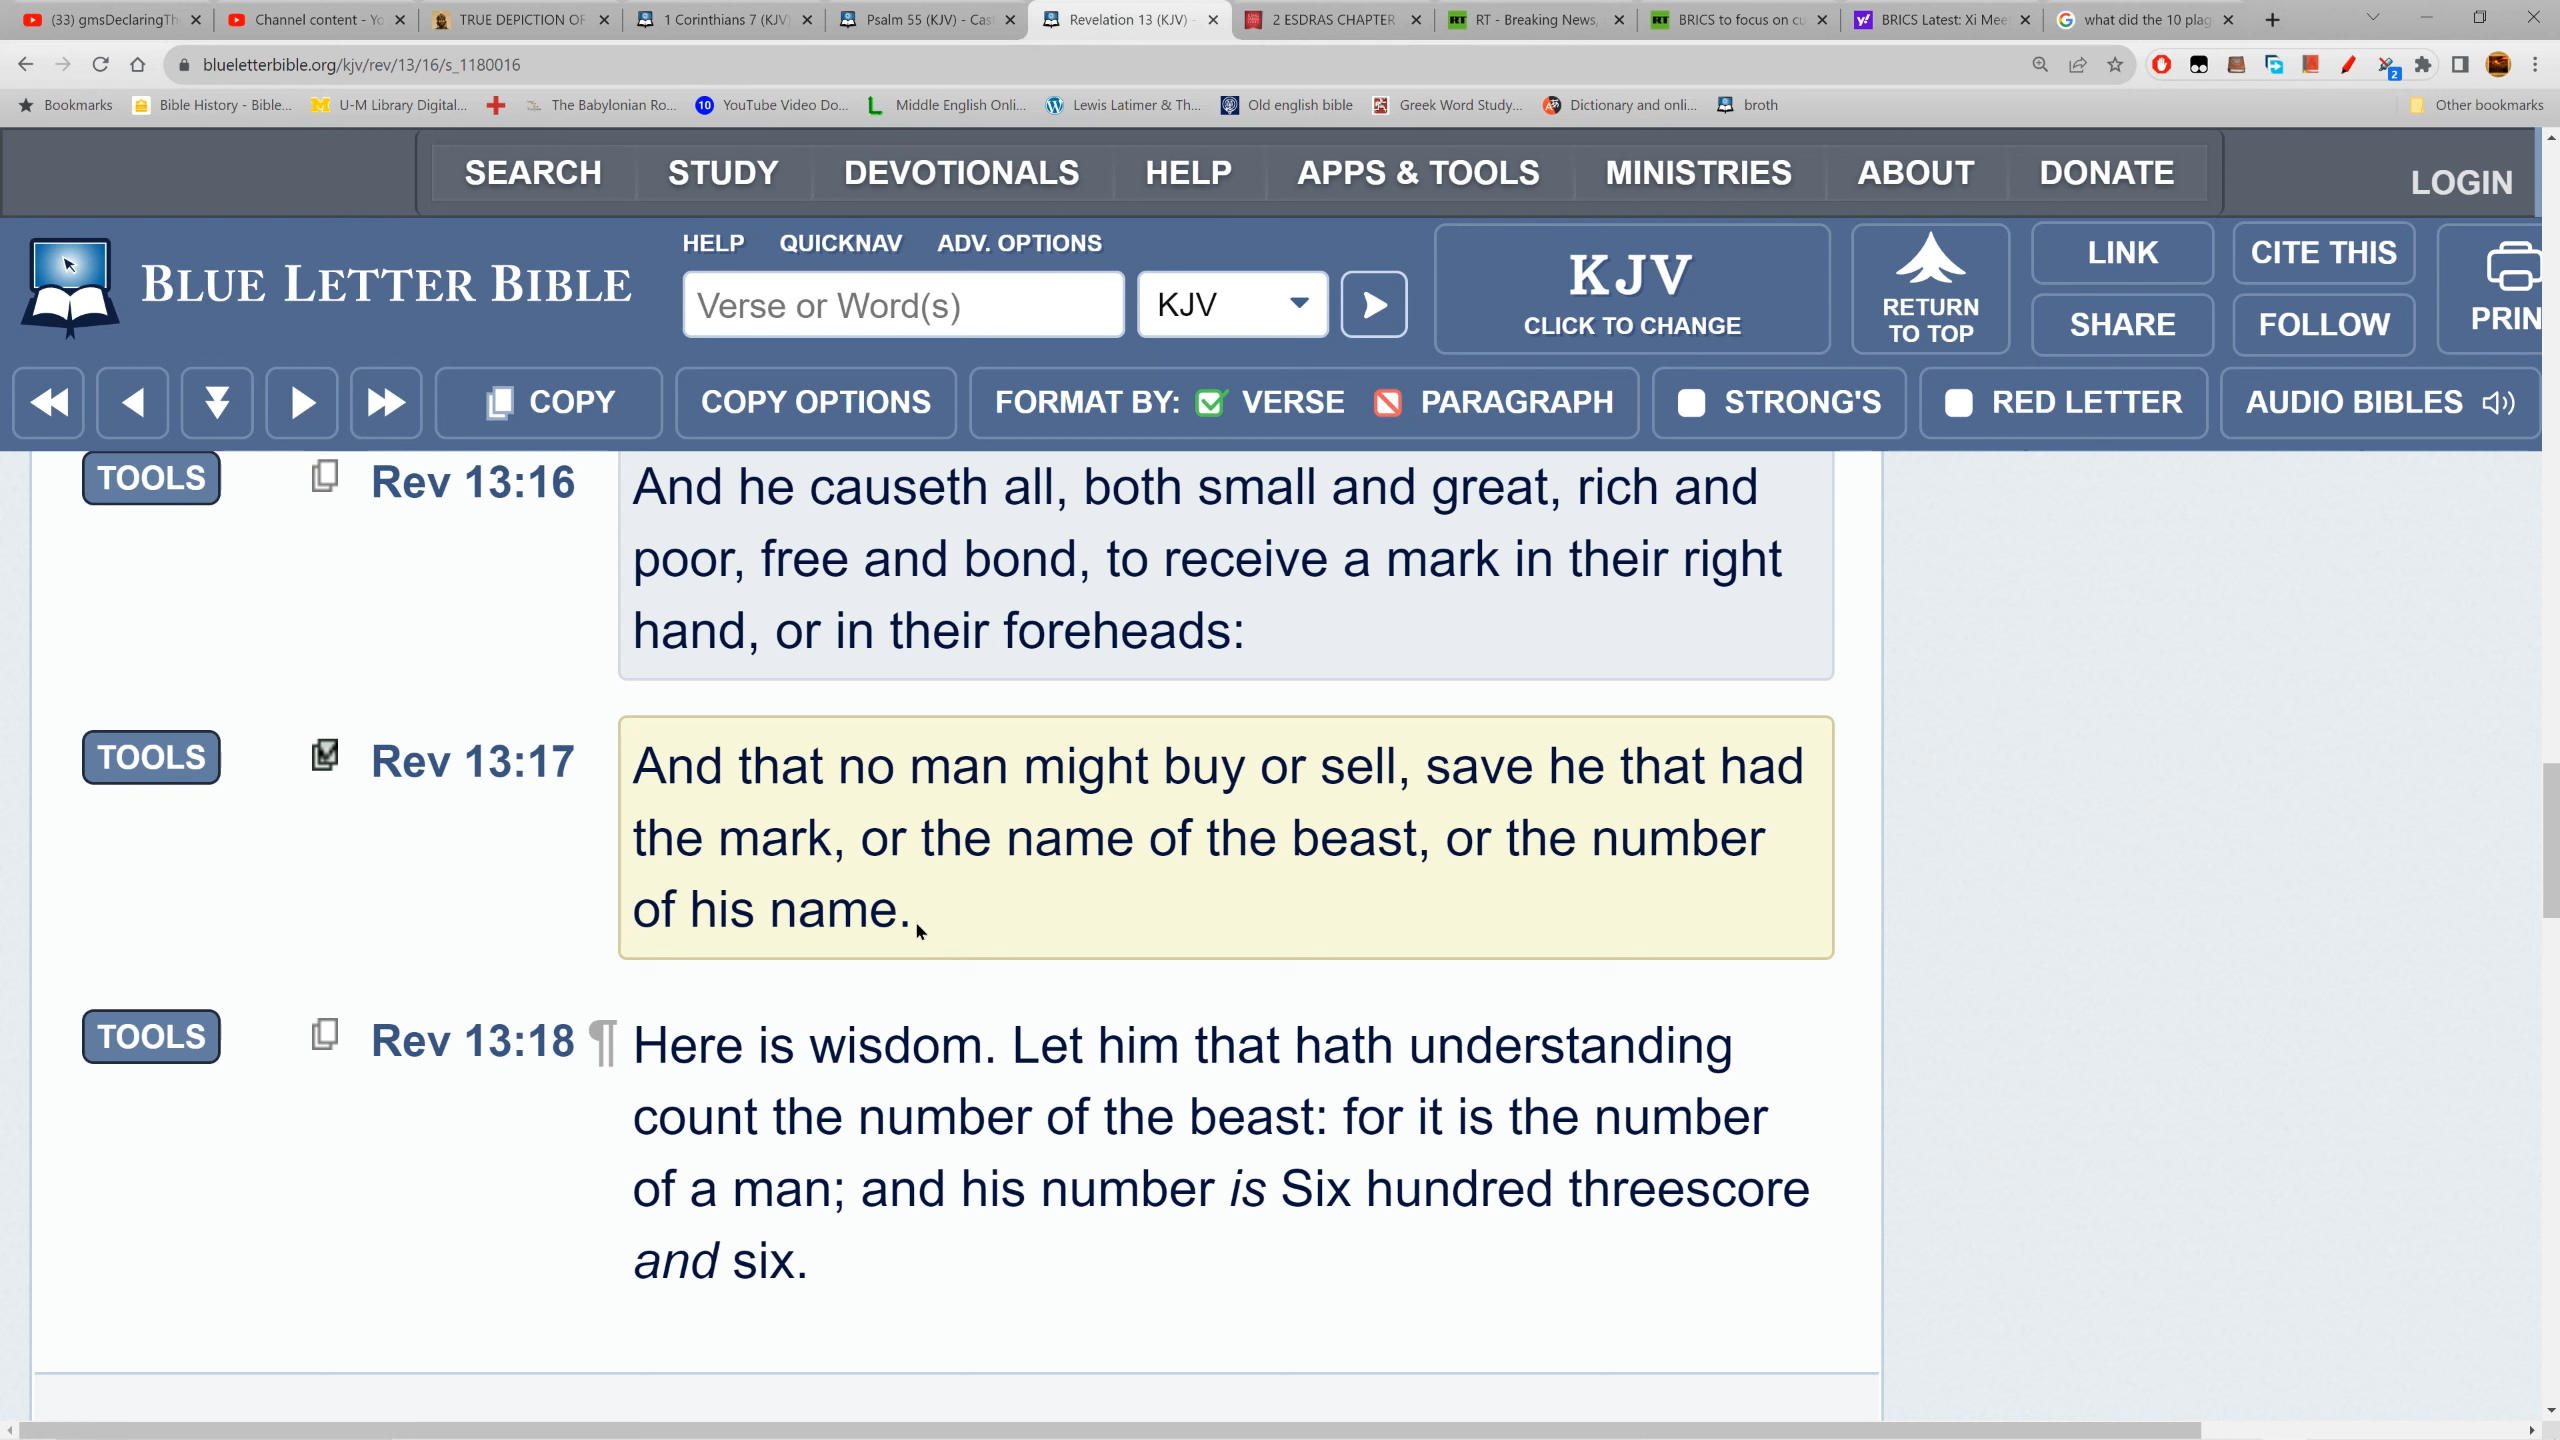 (33) gmsDeclaringTh
Channel content - Yo
TRUE DEPICTION OF
1 Corinthians 7 (KJV)
Psalm 55 (KJV) - Cas
Revelation 13 (KJV) -
2 ESDRAS CHAPTER
RT - Breaking News,
BRICS to focus on cu
BRICS Latest: Xi Mee
what did the 10 plag
blueletterbible.org/kjv/rev/13/16/s_1180016
2
Bookmarks
Bible History - Bible...
U-M Library Digital...
The Babylonian Ro...
10 YouTube Video Do...
Middle English Onli...
Lewis Latimer & Th...
Old english bible
Greek Word Study...
Dictionary and onli...
broth
Other bookmarks
SEARCH STUDY DEVOTIONALS HELP APPS & TOOLS MINISTRIES ABOUT DONATE
LOGIN
BLUE LETTER BIBLE
HELP QUICKNAV ADV. OPTIONS
Verse or Word(s)
KJV
KJV
CLICK TO CHANGE
RETURN
TO TOP
LINK
SHARE
CITE THIS
FOLLOW
PRIN
COPY
COPY OPTIONS
FORMAT BY: VERSE PARAGRAPH
STRONG'S
RED LETTER
AUDIO BIBLES
TOOLS Rev 13:16 And he causeth all, both small and great, rich and
poor, free and bond, to receive a mark in their right
hand, or in their foreheads:
TOOLS Rev 13:17 And that no man might buy or sell, save he that had
the mark, or the name of the beast, or the number
of his name.
TOOLS Rev 13:18 ¶ Here is wisdom. Let him that hath understanding
count the number of the beast: for it is the number
of a man; and his number is Six hundred threescore
and six.